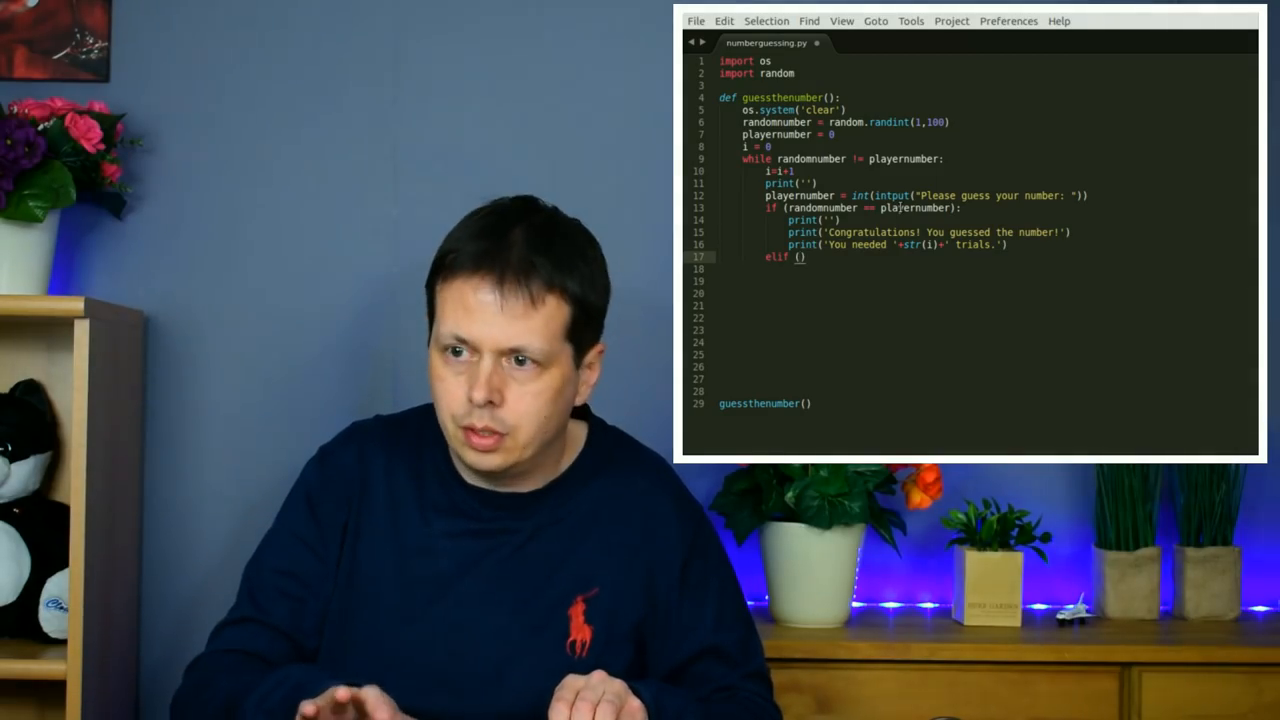 File Edit Selection Find View Goto Tools Project Preferences Help
numberguessing.py
1 import os
2 import random
3
4 def guessthenumber():
5 os.system('clear')
6 randomnumber = random.randint(1,100)
7 playernumber = 0
8 i = 0
9 while randomnumber != playernumber:
10 i=i+1
11 print('')
12 playernumber = int(intput("Please guess your number: "))
13 if (randomnumber == playernumber):
14 print('')
15 print('Congratulations! You guessed the number!')
16 print('You needed '+str(i)+' trials.')
17 elif ()
18
19
20
21
22
23
24
25
26
27
28
29 guessthenumber()